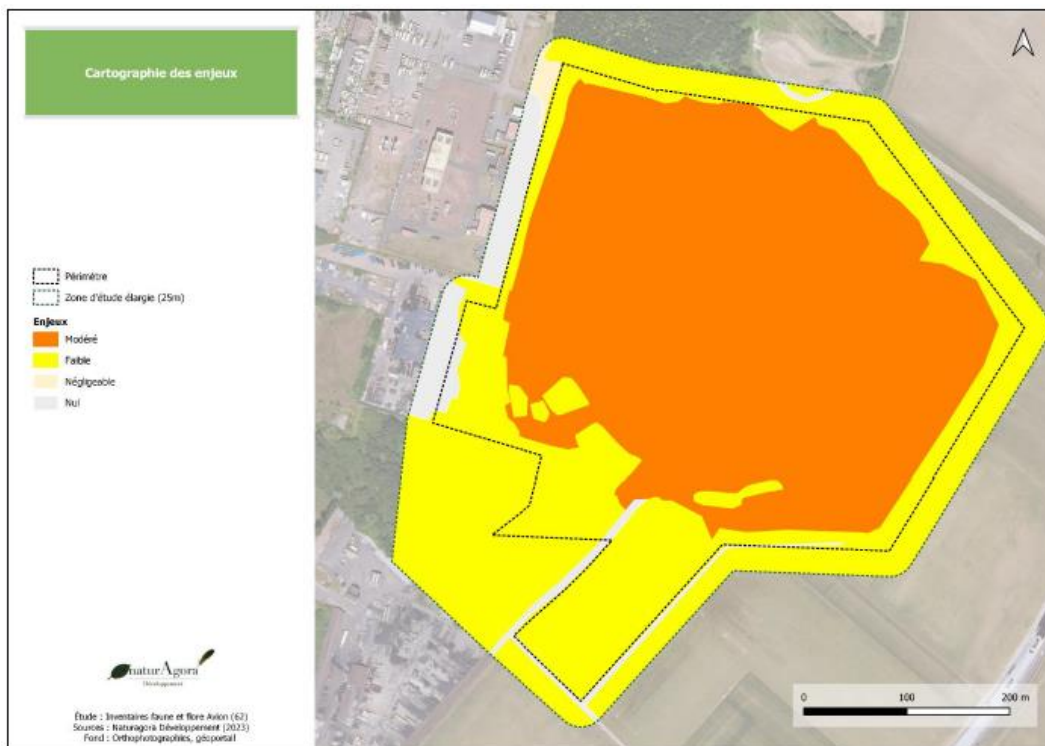 Cartographie des enjeux
Périmètre
Zone d'étude élargie (25m)
Enjeux
Modéré
Faible
Négligeable
Nul
naturAgora
Développement
Étude : Inventaires faune et flore Avion (62)
Sources : Naturagora Développement (2023)
Fond : Orthophotographies, géoportail
0 100 200 m